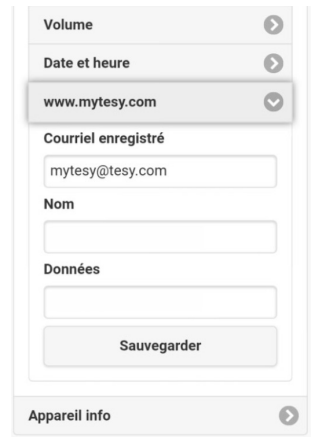 Volume
Date et heure
www.mytesy.com
Courriel enregistré
mytesy@tesy.com
Nom
Données
Sauvegarder
Appareil info